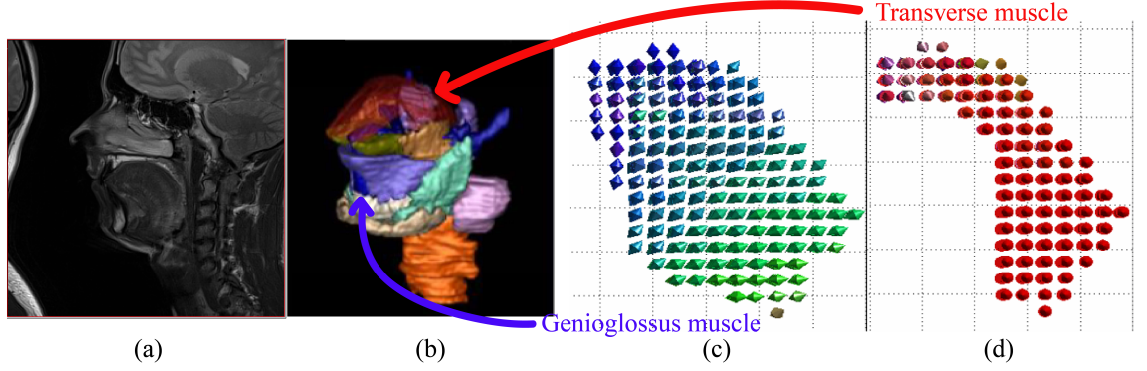 Transverse muscle
Genioglossus muscle
(a)
(b)
(c)
(d)